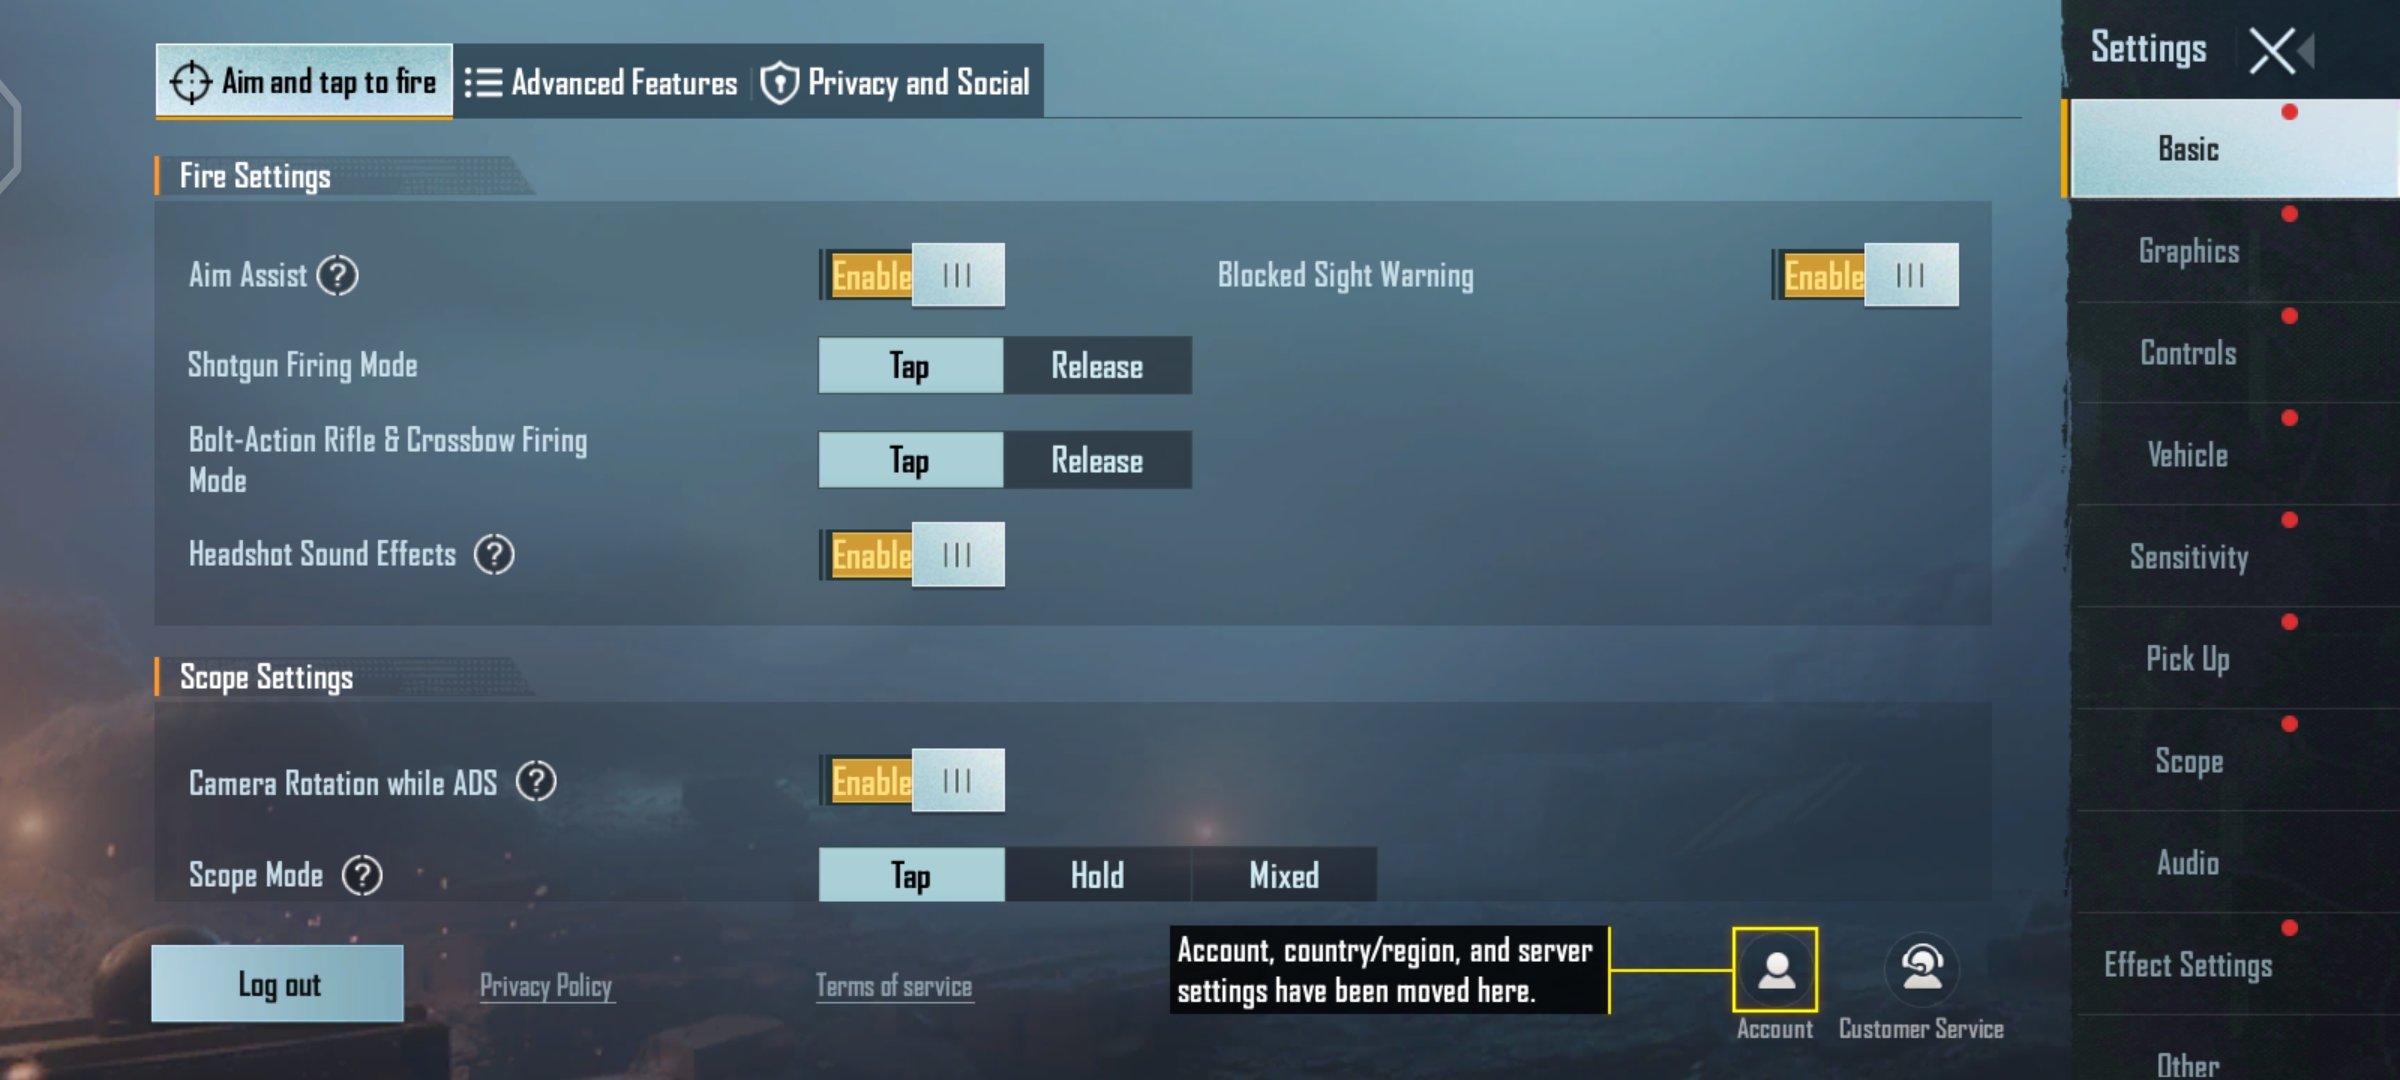 Aim and tap to fire
Advanced Features
Privacy and Social
Settings
Fire Settings
Aim Assist ?
Enable
Blocked Sight Warning
Enable
Shotgun Firing Mode
Tap
Release
Bolt-Action Rifle & Crossbow Firing
Mode
Tap
Release
Headshot Sound Effects ?
Enable
Scope Settings
Camera Rotation while ADS ?
Enable
Scope Mode ?
Tap
Hold
Mixed
Log out
Privacy Policy
Terms of service
Account, country/region, and server
settings have been moved here.
Account
Customer Service
Basic
Graphics
Controls
Vehicle
Sensitivity
Pick Up
Scope
Audio
Effect Settings
Other